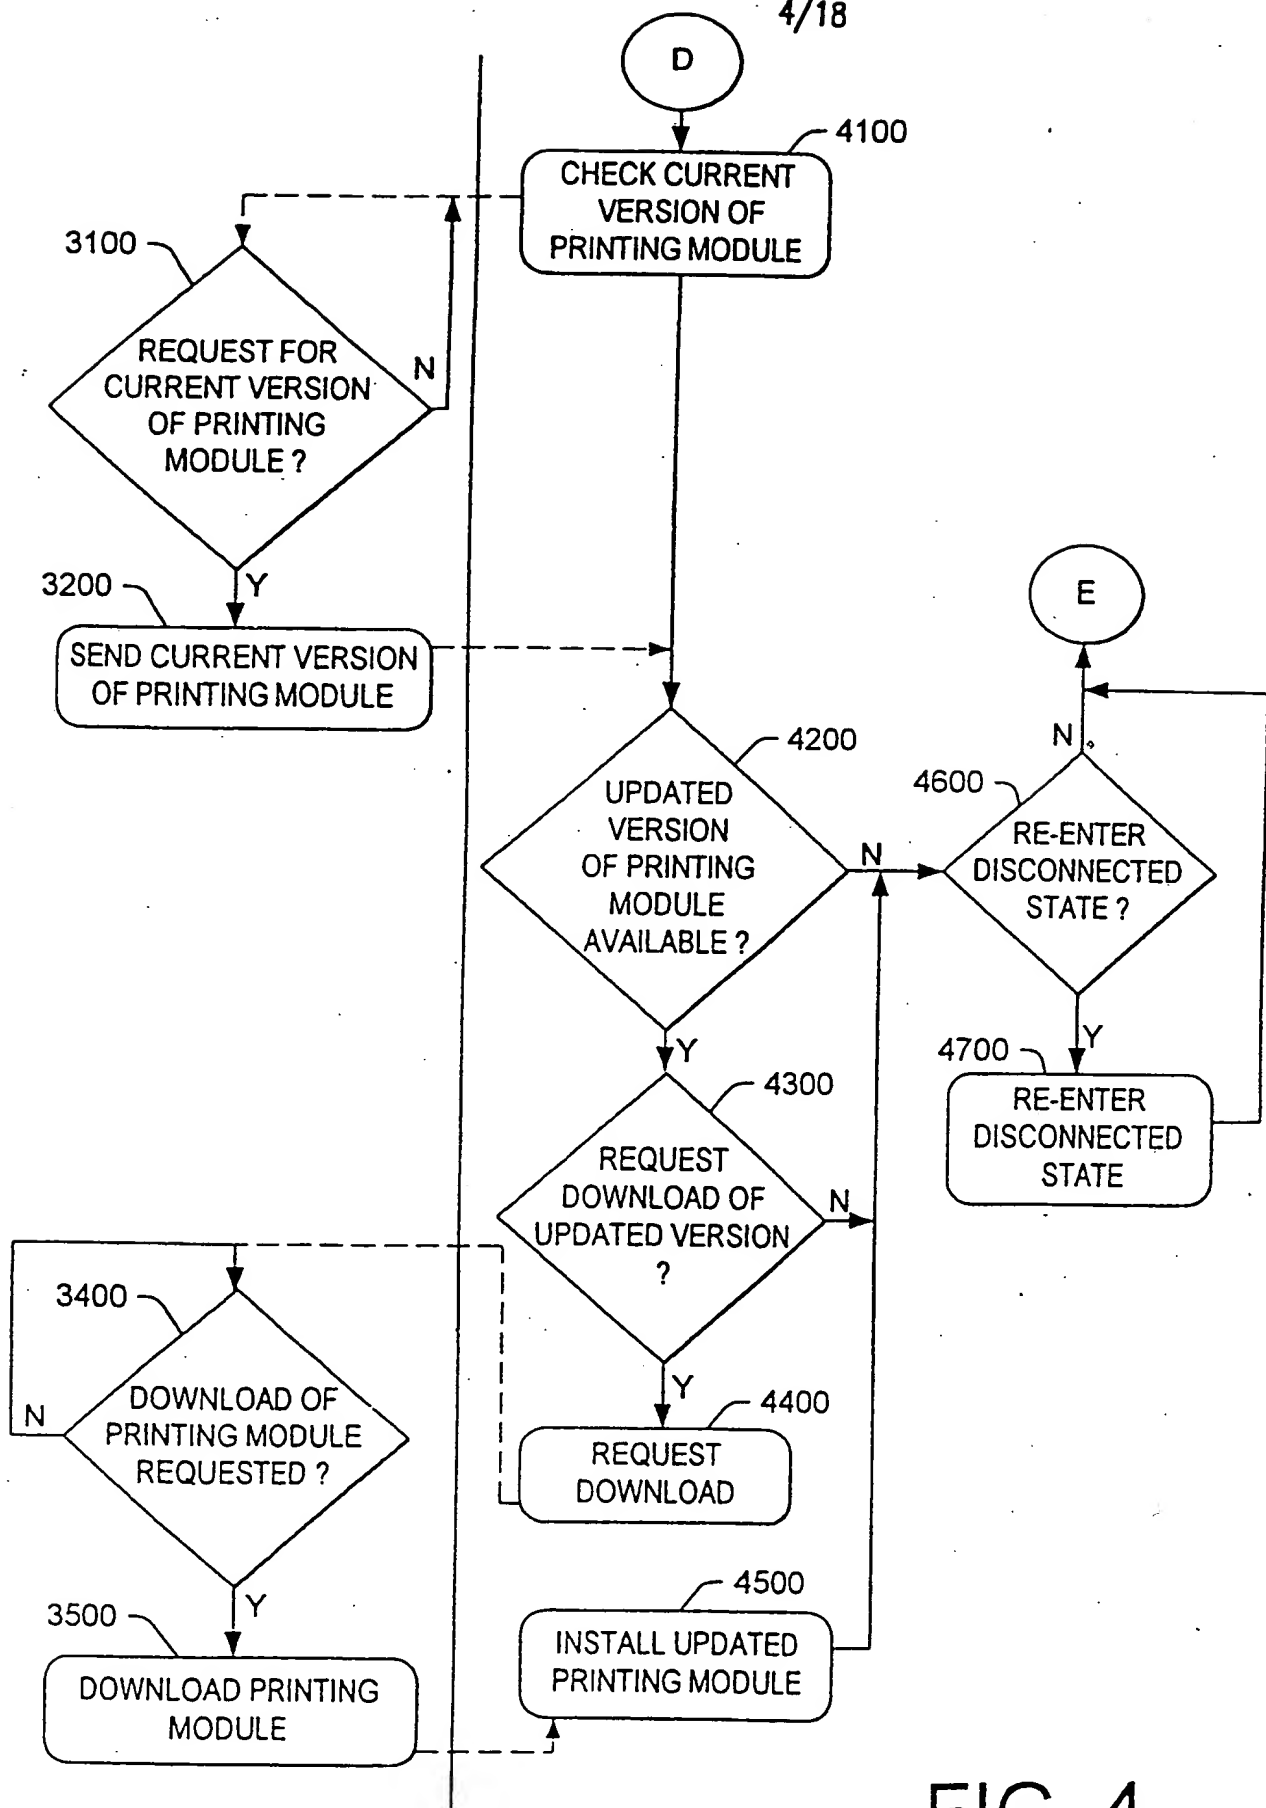 4/18
D
4100
CHECK CURRENT
VERSION OF
PRINTING MODULE
3100
REQUEST FOR
CURRENT VERSION
OF PRINTING
MODULE ?
N
Y
3200
SEND CURRENT VERSION
OF PRINTING MODULE
E
4200
UPDATED
VERSION
OF PRINTING
MODULE
AVAILABLE ?
N
Y
N
4600
RE-ENTER
DISCONNECTED
STATE ?
Y
4700
RE-ENTER
DISCONNECTED
STATE
4300
REQUEST
DOWNLOAD OF
UPDATED VERSION
?
N
Y
3400
DOWNLOAD OF
PRINTING MODULE
REQUESTED ?
N
Y
4400
REQUEST
DOWNLOAD
4500
INSTALL UPDATED
PRINTING MODULE
3500
DOWNLOAD PRINTING
MODULE
FIG. 4